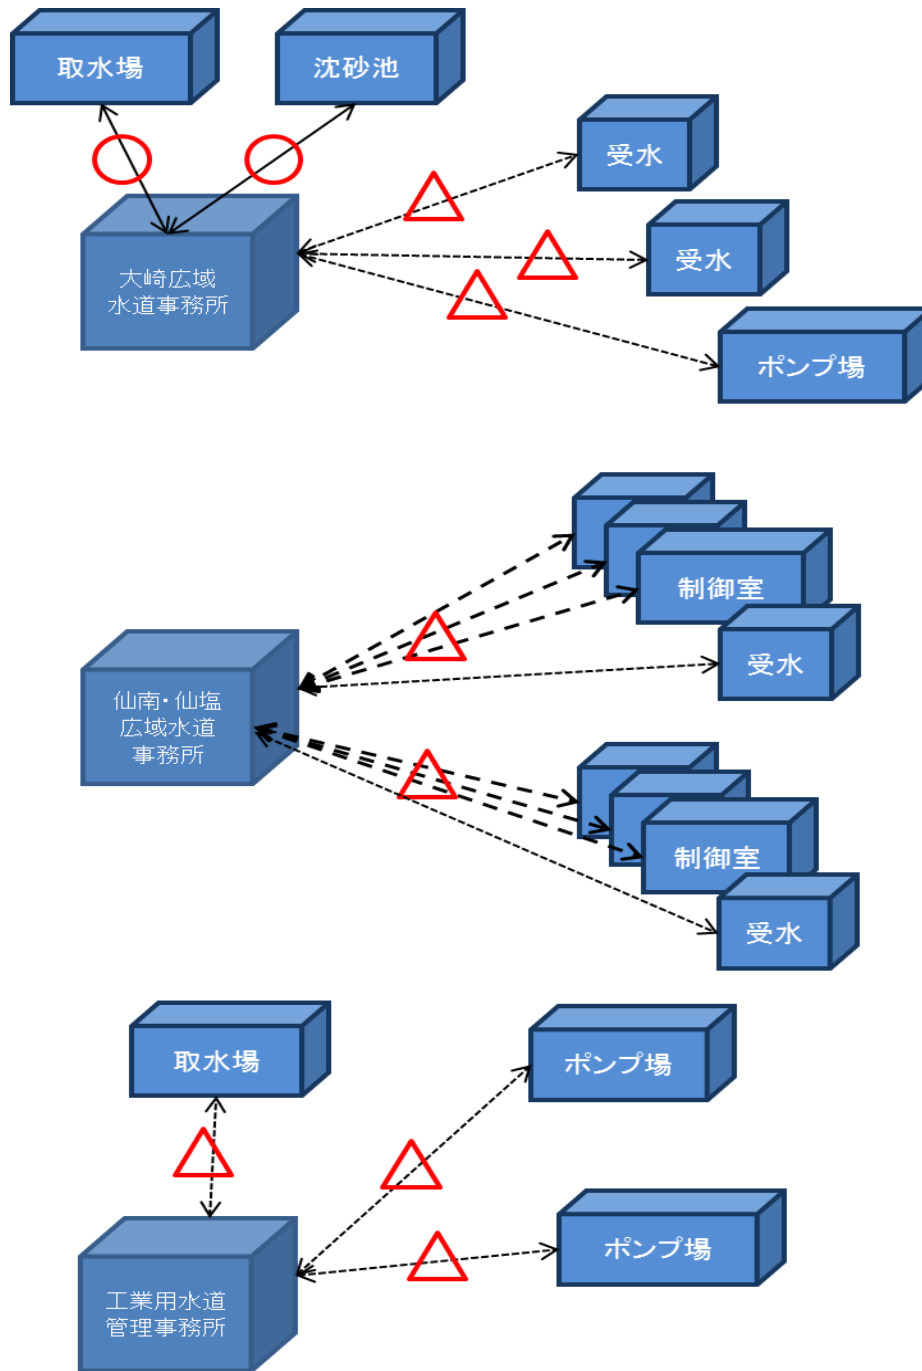 取水場
沈砂池
受水
受水
大崎広域
水道事務所
ポンプ場
制御室
受水
仙南・仙塩
広域水道
事務所
制御室
受水
取水場
ポンプ場
ポンプ場
工業用水道
管理事務所